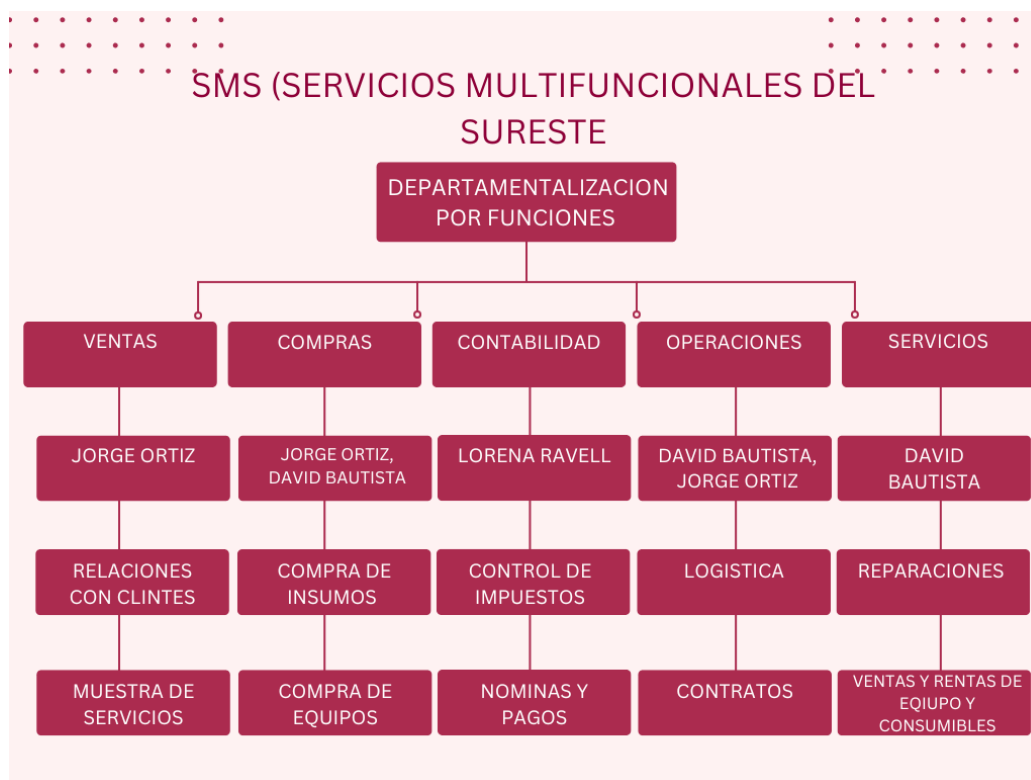 SMS (SERVICIOS MULTIFUNCIONALES DEL
SURESTE
DEPARTAMENTALIZACION
POR FUNCIONES
VENTAS
COMPRAS
CONTABILIDAD
OPERACIONES
SERVICIOS
JORGE ORTIZ
JORGE ORTIZ,
DAVID BAUTISTA
LORENA RAVELL
DAVID BAUTISTA,
JORGE ORTIZ
DAVID
BAUTISTA
RELACIONES
CON CLINTES
COMPRA DE
INSUMOS
CONTROL DE
IMPUESTOS
LOGISTICA
REPARACIONES
MUESTRA DE
SERVICIOS
COMPRA DE
EQUIPOS
NOMINAS Y
PAGOS
CONTRATOS
VENTAS Y RENTAS DE
EQIUPO Y
CONSUMIBLES